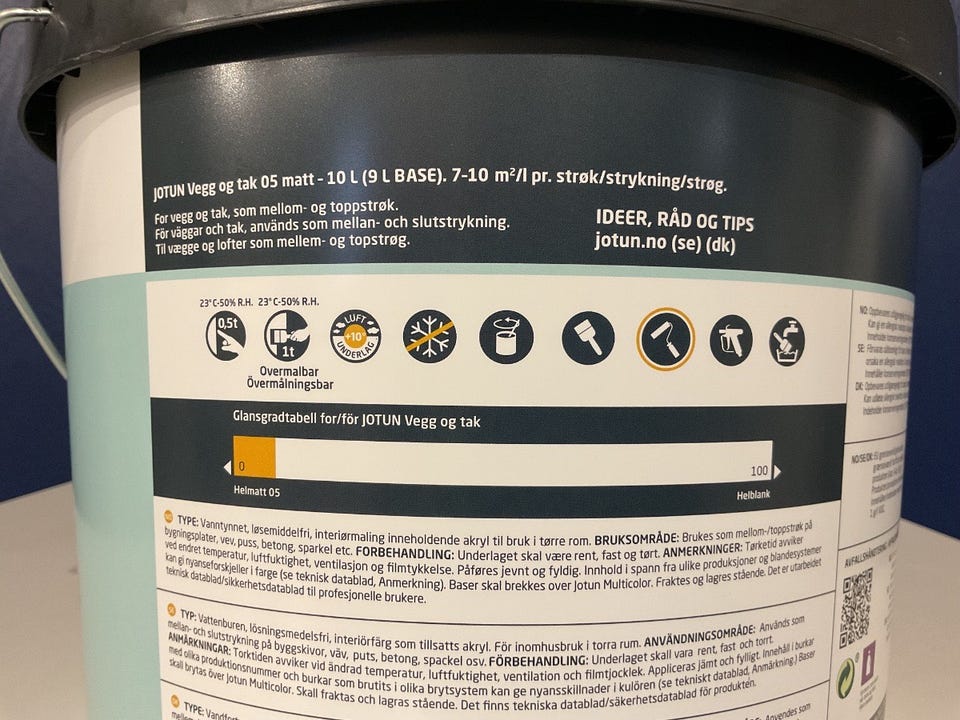 JOTUN Vegg og tak 05 matt – 10 L (9 L BASE). 7-10 m²/l pr. strøk/strykning/strøg.
For vegg og tak, som mellom- og toppstrøk.
För väggar och tak, används som mellan- och slutstrykning.
Til vægge og lofter som mellem- og topstrøg.
IDEER, RÅD OG TIPS
jotun.no (se) (dk)
23°C-50% R.H. 23°C-50% R.H.
0,5t
1t
LUFT
+10°
UNDERLAG
Overmalbar
Övermålningsbar
Glansgradtabell for/för JOTUN Vegg og tak
0
100
Helmatt 05
Helblank
TYPE: Vanntynnet, løsemiddelfri, interiørmaling inneholdende akryl til bruk i tørre rom. BRUKSOMRÅDE: Brukes som mellom-/toppstrøk på
bygningsplater, vev, puss, betong, sparkel etc. FORBEHANDLING: Underlaget skal være rent, fast og tørt. ANMERKNINGER: Tørketid avviker
ved endret temperatur, luftfuktighet, ventilasjon og filmtykkelse. Påføres jevnt og fyldig. Innhold i spann fra ulike produksjoner og blandesystemer
kan gi nyanseforskjeller i farge (se teknisk datablad, Anmerkning). Baser skal brekkes over Jotun Multicolor. Fraktes og lagres stående. Det er utarbeidet
teknisk datablad/sikkerhetsdatablad til profesjonelle brukere.
TYP: Vattenburen, lösningsmedelsfri, interiörfärg som tillsatts akryl. För inomhusbruk i torra rum. ANVÄNDNINGSOMRÅDE: Används som
mellan- och slutstrykning på byggskivor, väv, puts, betong, spackel osv. FÖRBEHANDLING: Underlaget skall vara rent, fast och torrt.
ANMÄRKNINGAR: Torktiden avviker vid ändrad temperatur, luftfuktighet, ventilation och filmtjocklek. Appliceras jämt och fylligt. Innehåll i burkar
med olika produktionsnummer och burkar som brutits i olika brytsystem kan ge nyansskillnader i kulören (se tekniskt datablad, Anmärkning.) Baser
skall brytas över Jotun Multicolor. Skall fraktas och lagras stående. Det finns tekniska datablad/säkerhetsdatablad för produkten.
TYPE:
NO:
SE:
DK:
NO/SE/DK: EU
AVFALLSHÅNDTERING